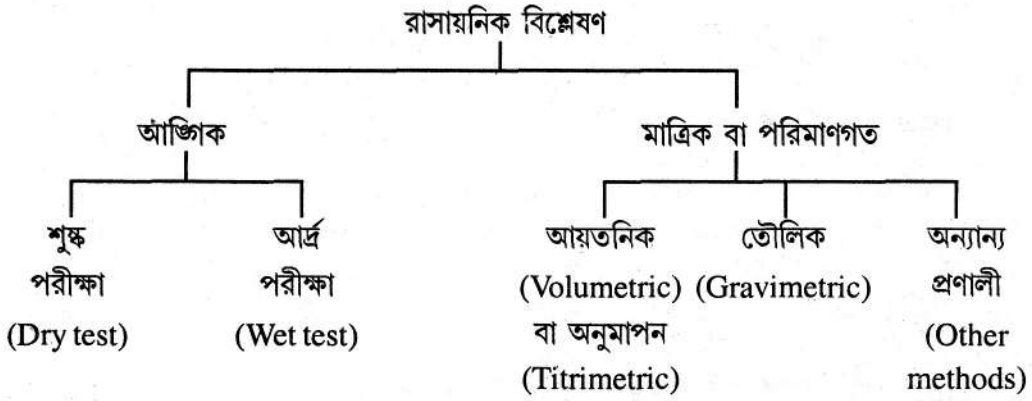 রাসায়নিক বিশ্লেষণ
আঙ্গিক
মাত্রিক বা পরিমাণগত
শুষ্ক
পরীক্ষা
(Dry test)
আর্দ্র
পরীক্ষা
(Wet test)
আয়তনিক
(Volumetric)
বা অনুমাপন
(Titrimetric)
তৌলিক
(Gravimetric)
অন্যান্য
প্রণালী
(Other
methods)